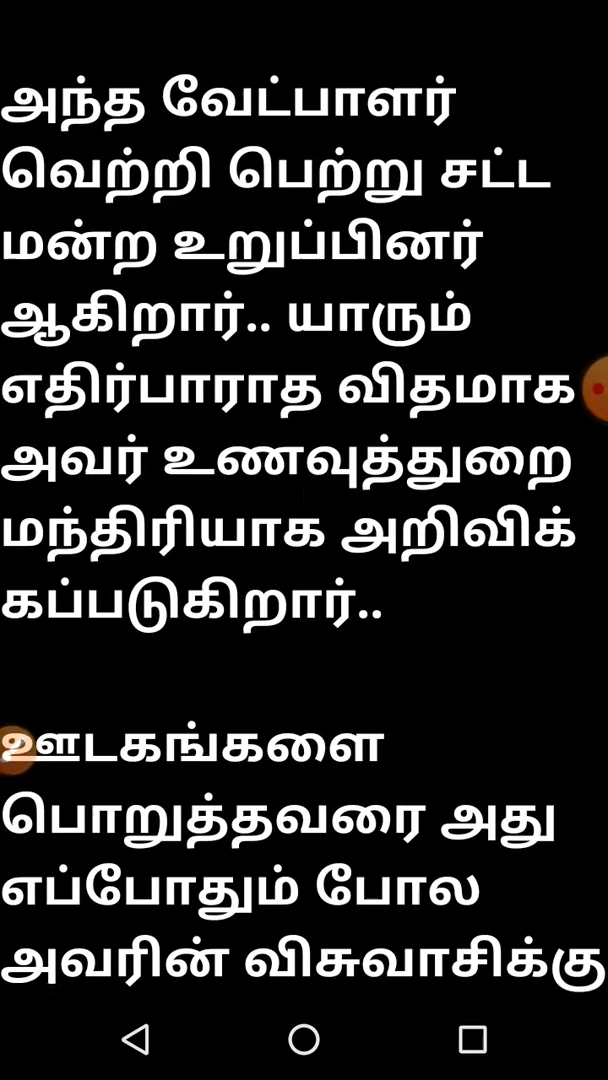 அந்த வேட்பாளர்
வெற்றி பெற்று சட்ட
மன்ற உறுப்பினர்
ஆகிறார்.. யாரும்
எதிர்பாராத விதமாக
அவர் உணவுத்துறை
மந்திரியாக அறிவிக்
கப்படுகிறார்..
ஊடகங்களை
பொறுத்தவரை அது
எப்போதும் போல
அவரின் விசுவாசிக்கு